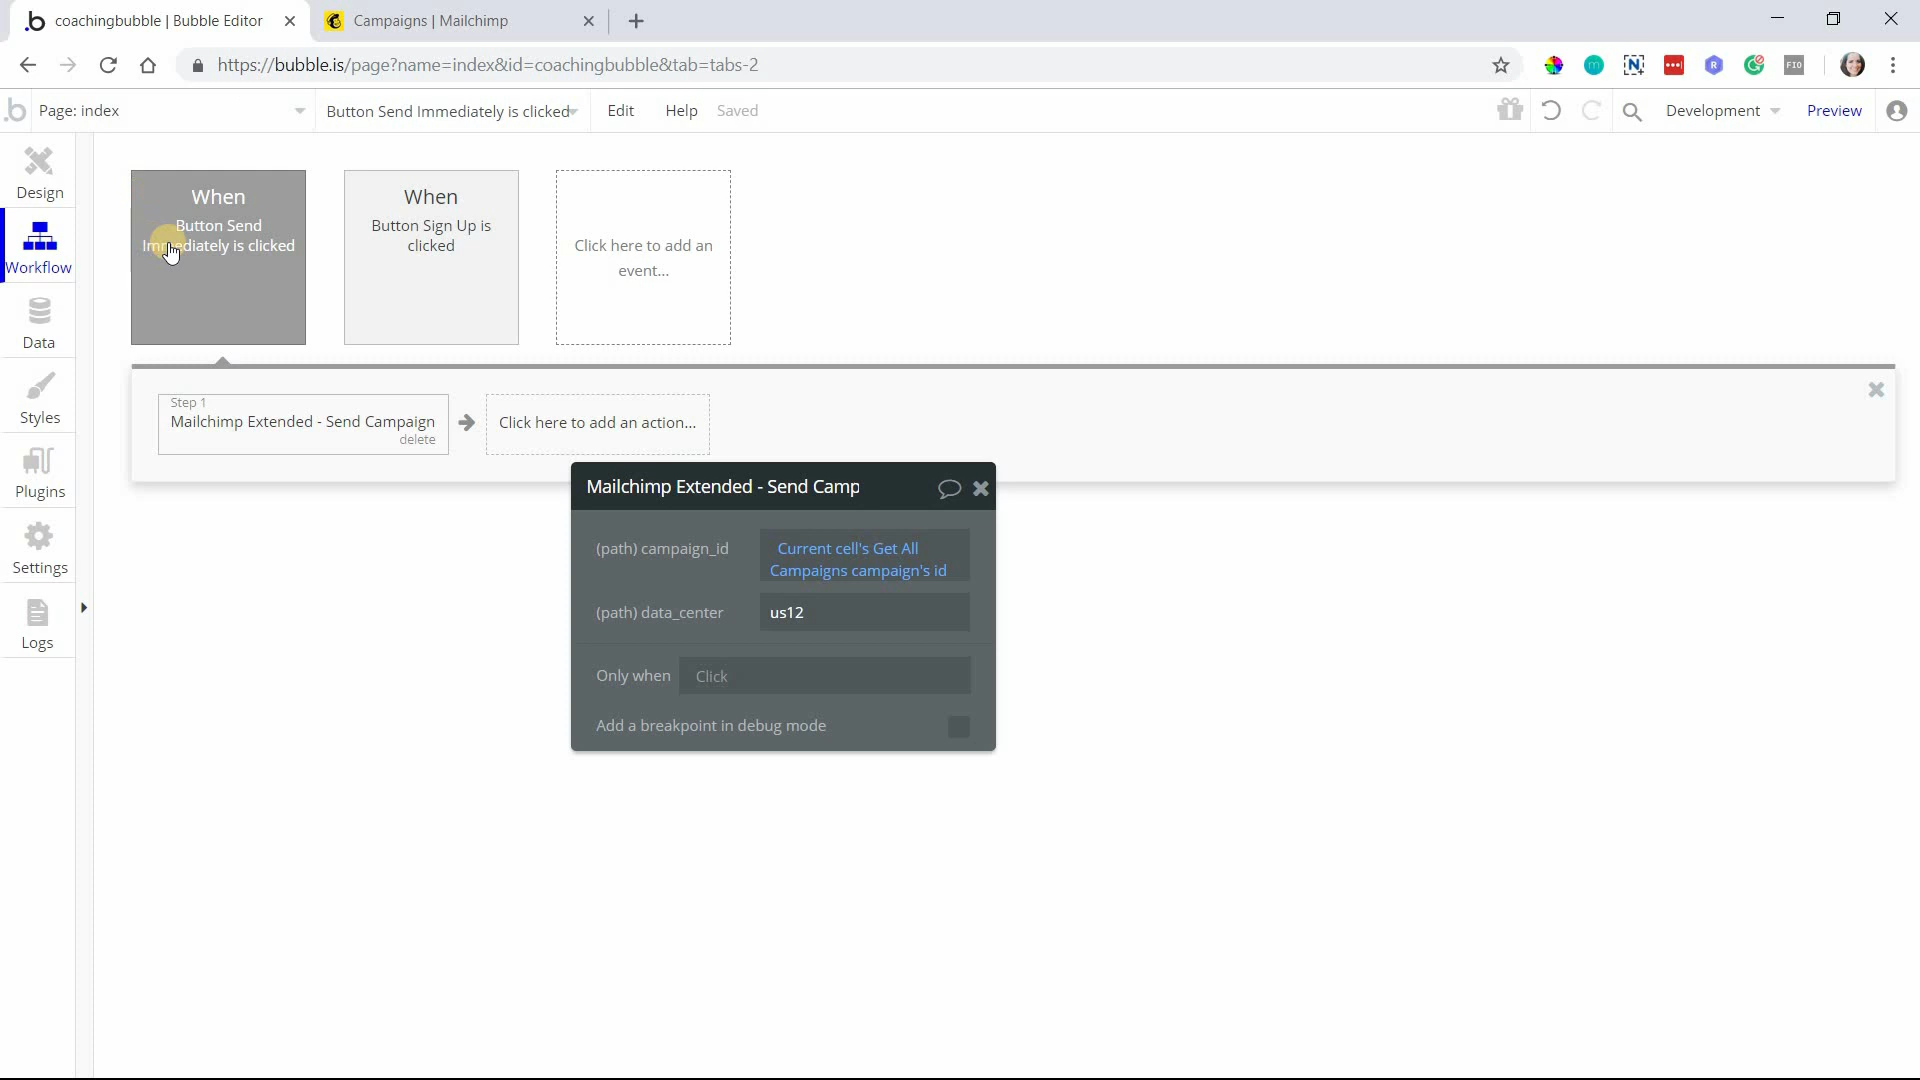 coachingbubble | Bubble Editor
Campaigns | Mailchimp
https://bubble.is/page?name=index&id=coachingbubble&tab=tabs-2
Page: index
Button Send Immediately is clicked
Edit
Help
Saved
Development
Preview
Design
Workflow
Data
Styles
Plugins
Settings
Logs
When
Button Send
Immediately is clicked
When
Button Sign Up is
clicked
Click here to add an
event...
Step 1
Mailchimp Extended - Send Campaign
delete
Click here to add an action...
Mailchimp Extended - Send Camp
(path) campaign_id
Current cell's Get All
Campaigns campaign's id
(path) data_center
us12
Only when
Click
Add a breakpoint in debug mode
FIO